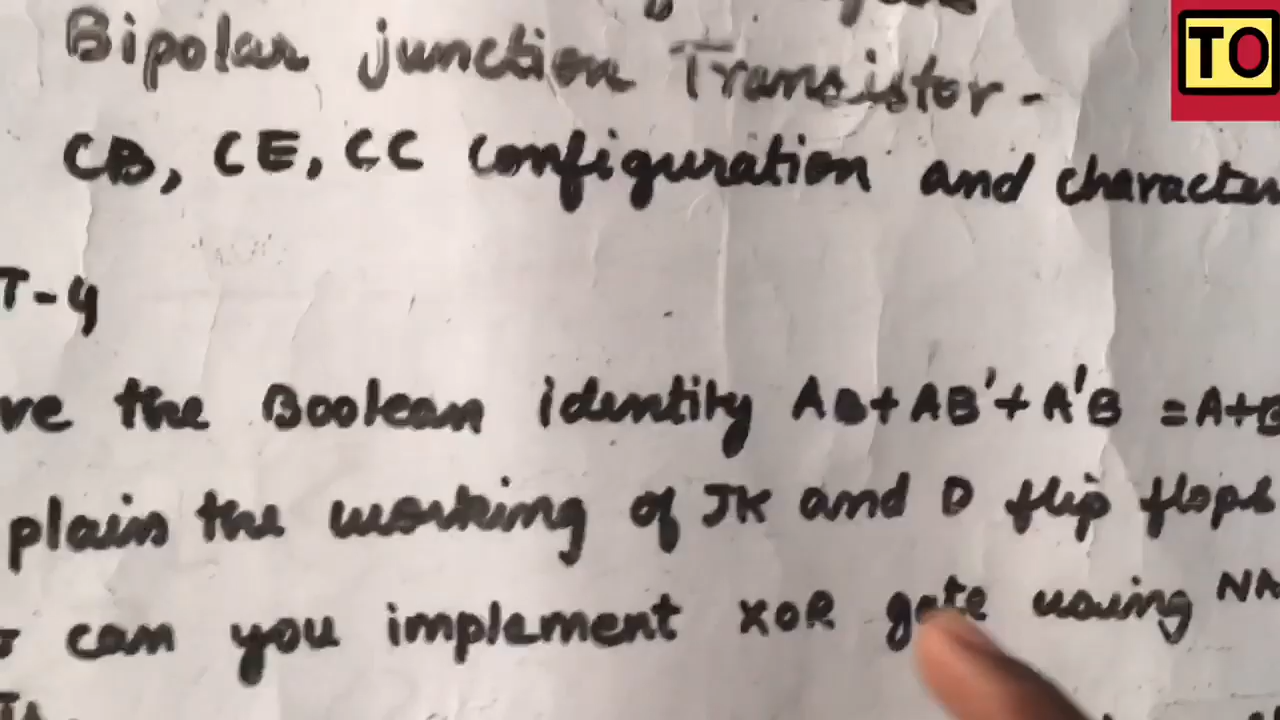 TO
Bipolar junction Transistor-
CB, CE, CC configuration and character
T-4
ve the Boolean identity AB+AB'+A'B =A+B
plain the working of JK and D flip flops
can you implement XOR gate using NA